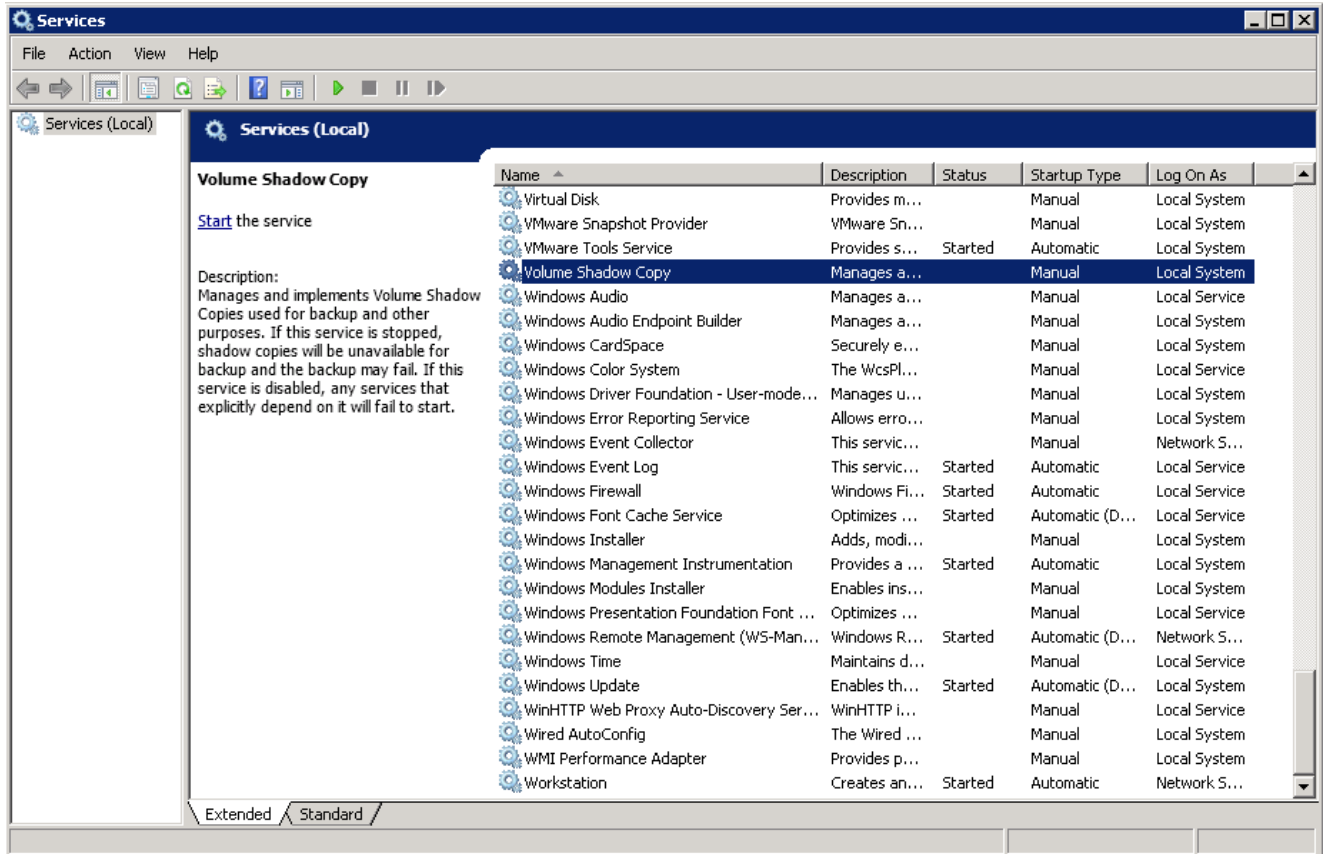 Services
File Action View Help
Services (Local)
Services (Local)
Volume Shadow Copy
Start the service
Description:
Manages and implements Volume Shadow
Copies used for backup and other
purposes. If this service is stopped,
shadow copies will be unavailable for
backup and the backup may fail. If this
service is disabled, any services that
explicitly depend on it will fail to start.
Name Description Status Startup Type Log On As
Virtual Disk Provides m... Manual Local System
VMware Snapshot Provider VMware Sn... Manual Local System
VMware Tools Service Provides s... Started Automatic Local System
Volume Shadow Copy Manages a... Manual Local System
Windows Audio Manages a... Manual Local Service
Windows Audio Endpoint Builder Manages a... Manual Local System
Windows CardSpace Securely e... Manual Local System
Windows Color System The WcsPl... Manual Local Service
Windows Driver Foundation - User-mode... Manages u... Manual Local System
Windows Error Reporting Service Allows erro... Manual Local System
Windows Event Collector This servic... Manual Network S...
Windows Event Log This servic... Started Automatic Local Service
Windows Firewall Windows Fi... Started Automatic Local Service
Windows Font Cache Service Optimizes ... Started Automatic (D... Local Service
Windows Installer Adds, modi... Manual Local System
Windows Management Instrumentation Provides a ... Started Automatic Local System
Windows Modules Installer Enables ins... Manual Local System
Windows Presentation Foundation Font ... Optimizes ... Manual Local Service
Windows Remote Management (WS-Man... Windows R... Started Automatic (D... Network S...
Windows Time Maintains d... Manual Local Service
Windows Update Enables th... Started Automatic (D... Local System
WinHTTP Web Proxy Auto-Discovery Ser... WinHTTP i... Manual Local Service
Wired AutoConfig The Wired ... Manual Local System
WMI Performance Adapter Provides p... Manual Local System
Workstation Creates an... Started Automatic Network S...
Extended Standard